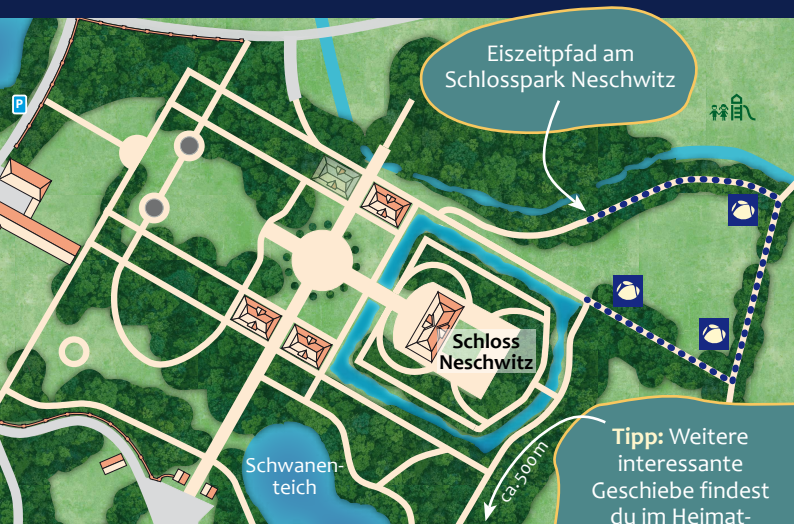 Eiszeitpfad am
Schlosspark Neschwitz
P
Schloss
Neschwitz
Schwanen-
teich
ca. 500 m
Tipp: Weitere
interessante
Geschiebe findest
du im Heimat-